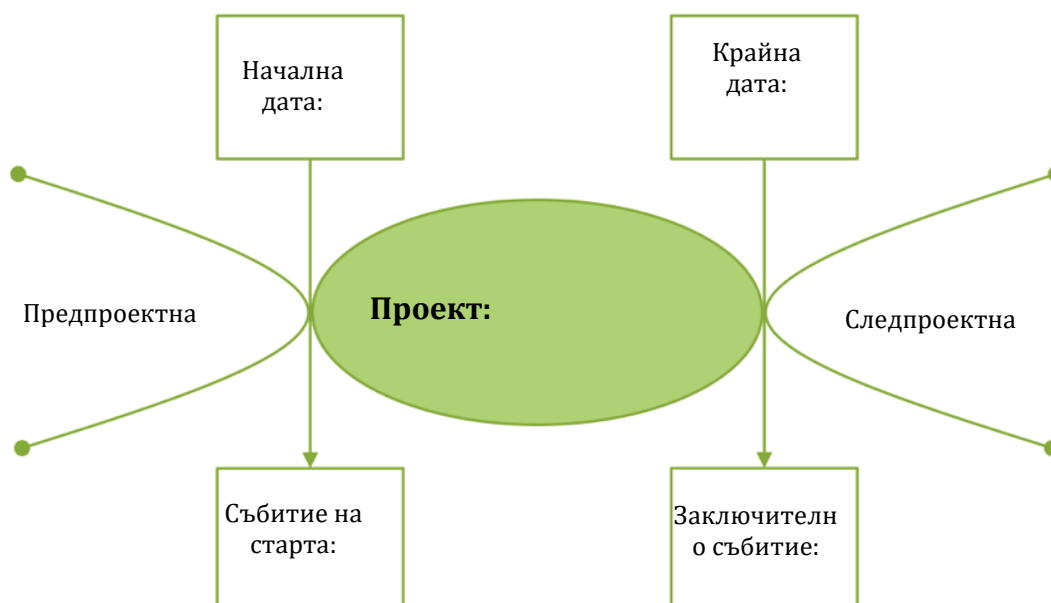 Начална
дата:
Крайна
дата:
Предпроектна
Проект:
Следпроектна
Събитие на
старта:
Заключителн
о събитие: